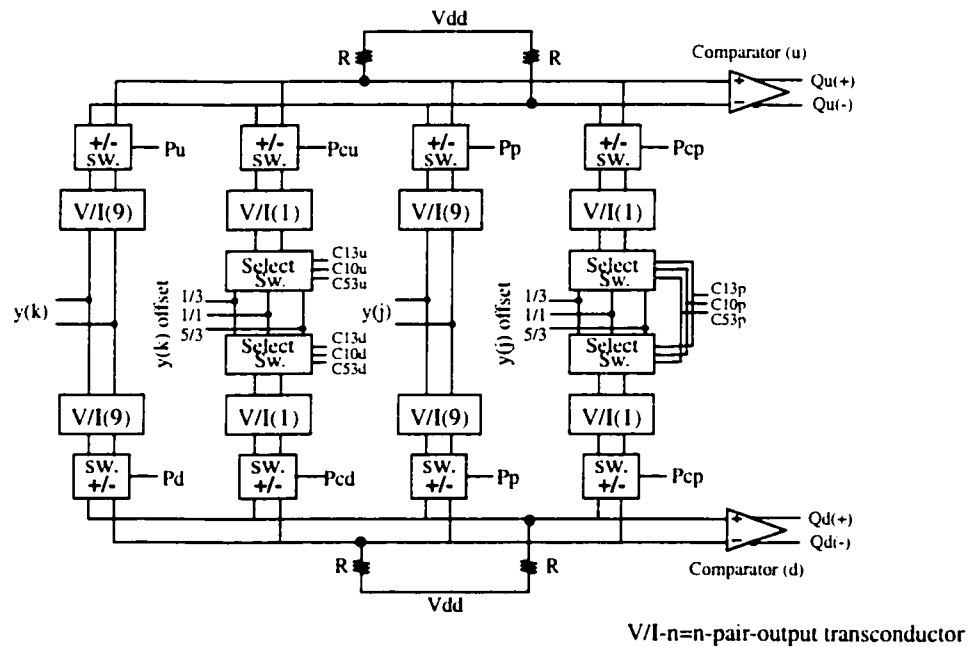 Vdd
R R
Comparator (u)
Qu(+)
Qu(-)
+
−
+/- sw. Pu
+/- sw. Pcu
+/- sw. Pp
+/- sw. Pcp
V/I(9) V/I(1) V/I(9) V/I(1)
Select Sw.
C13u
C10u
C53u
Select Sw.
y(k)
y(k) offset
1/3
1/1
5/3
y(j)
y(j) offset
1/3
1/1
5/3
C13p
C10p
C53p
Select Sw.
C13d
C10d
C53d
Select Sw.
V/I(9) V/I(1) V/I(9) V/I(1)
sw. +/- Pd
sw. +/- Pcd
sw. +/- Pp
sw. +/- Pcp
+
−
Qd(+)
Qd(-)
Comparator (d)
R R
Vdd
V/I-n=n-pair-output transconductor